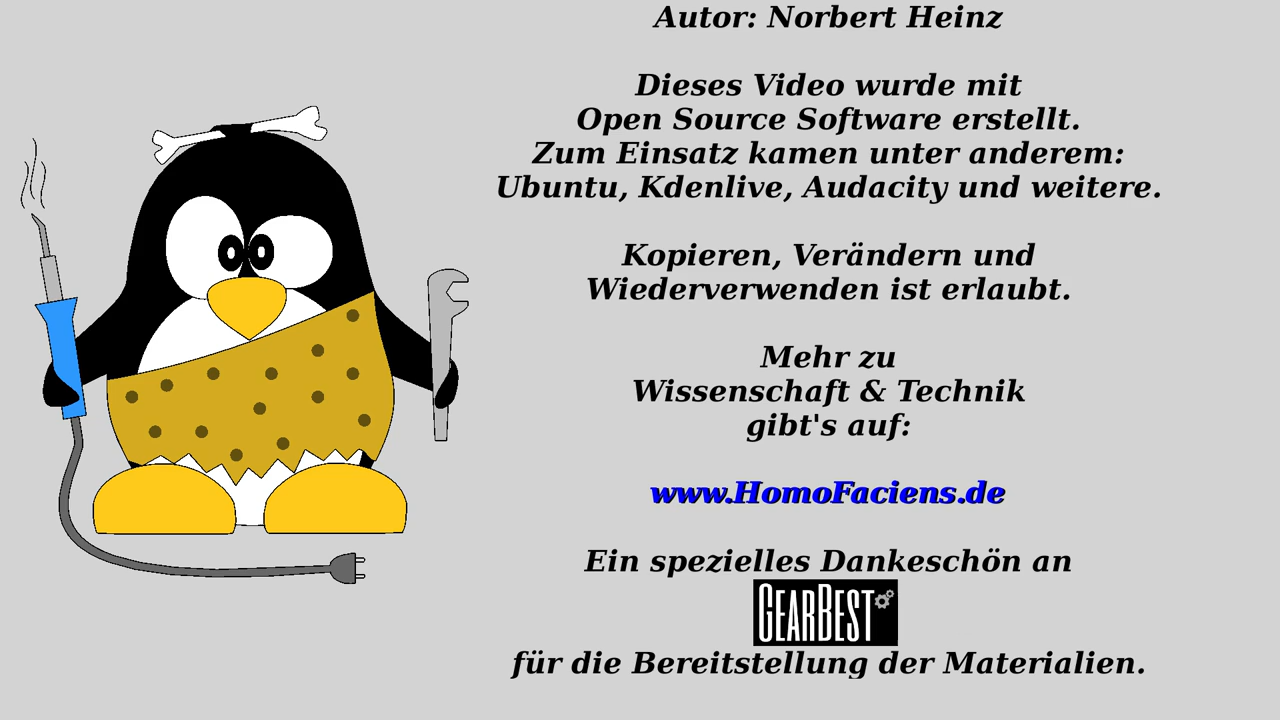 Autor: Norbert Heinz
Dieses Video wurde mit
Open Source Software erstellt.
Zum Einsatz kamen unter anderem:
Ubuntu, Kdenlive, Audacity und weitere.
Kopieren, Verändern und
Wiederverwenden ist erlaubt.
Mehr zu
Wissenschaft & Technik
gibt's auf:
www.HomoFaciens.de
Ein spezielles Dankeschön an
GEARBEST
für die Bereitstellung der Materialien.